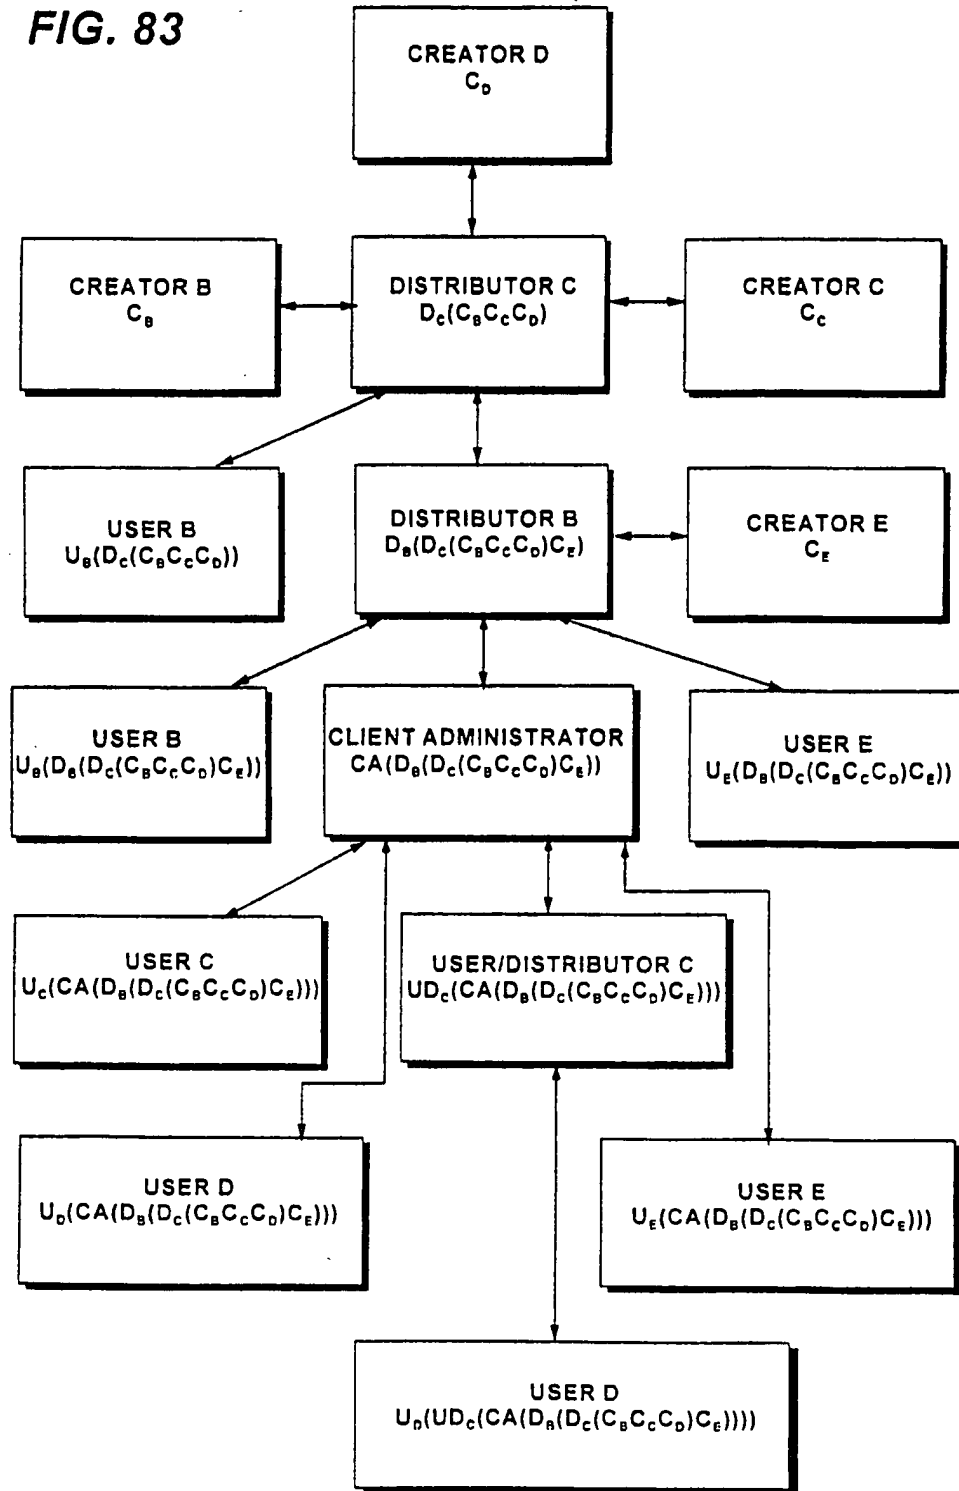 FIG. 83
CREATOR D
C_D
CREATOR B
C_B
DISTRIBUTOR C
D_C(C_BC_CC_D)
CREATOR C
C_C
USER B
U_B(D_C(C_BC_CC_D))
DISTRIBUTOR B
D_B(D_C(C_BC_CC_D)C_E)
CREATOR E
C_E
USER B
U_B(D_B(D_C(C_BC_CC_D)C_E))
CLIENT ADMINISTRATOR
CA(D_B(D_C(C_BC_CC_D)C_E))
USER E
U_E(D_B(D_C(C_BC_CC_D)C_E))
USER C
U_C(CA(D_B(D_C(C_BC_CC_D)C_E)))
USER/DISTRIBUTOR C
UD_C(CA(D_B(D_C(C_BC_CC_D)C_E)))
USER D
U_D(CA(D_B(D_C(C_BC_CC_D)C_E)))
USER E
U_E(CA(D_B(D_C(C_BC_CC_D)C_E)))
USER D
U_D(UD_C(CA(D_B(D_C(C_BC_CC_D)C_E))))